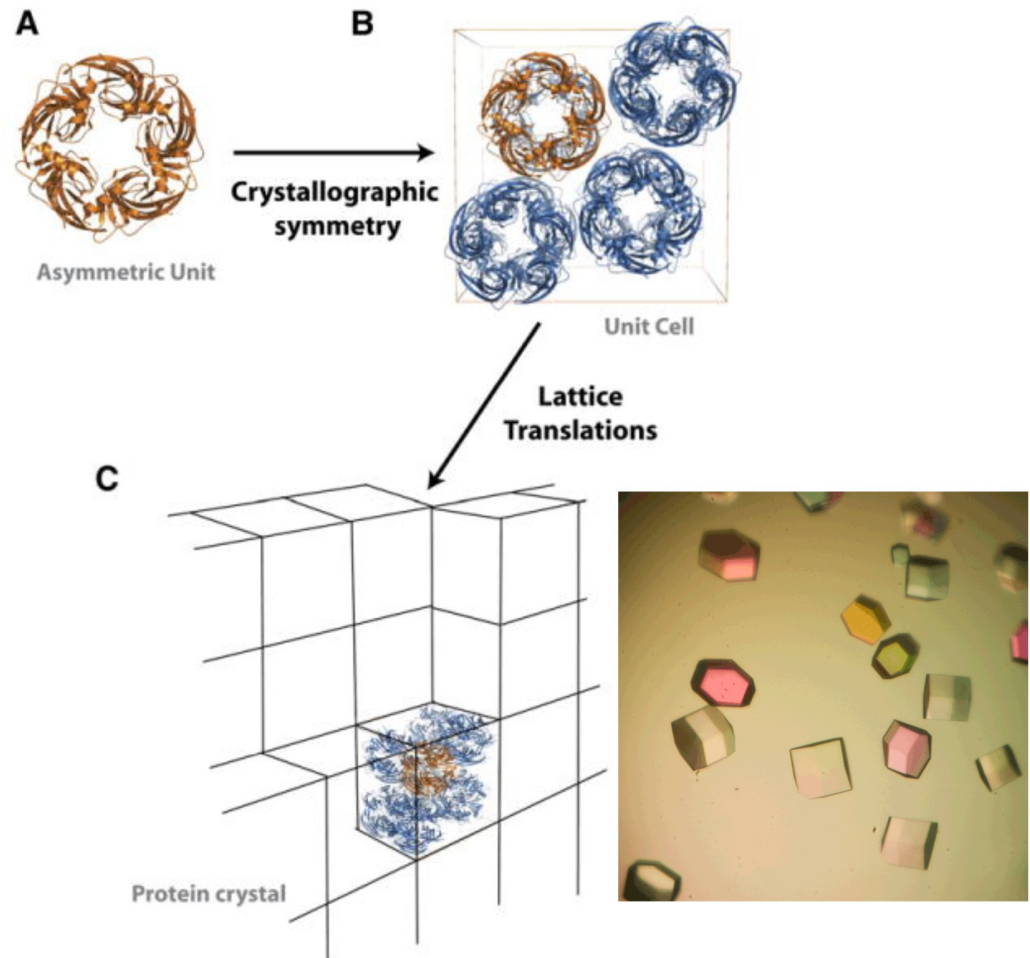 A
B
Crystallographic
symmetry
Asymmetric Unit
Unit Cell
Lattice
Translations
C
Protein crystal